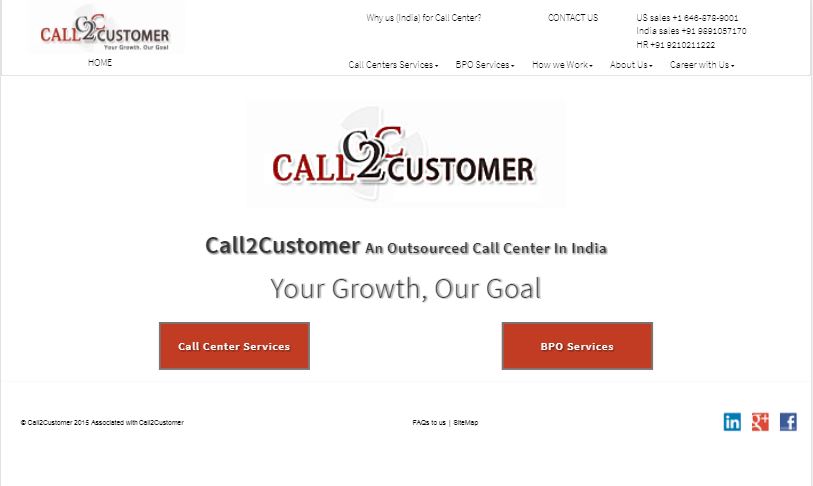 CALL2CUSTOMER
Your Growth. Our Goal
HOME
Why us (India) for Call Center?
CONTACT US
US sales +1 646-878-9001
India sales +91 9891057170
HR +91 9210211222
Call Centers Services
BPO Services
How we Work
About Us
Career with Us
CALL2CUSTOMER
Call2Customer An Outsourced Call Center In India
Your Growth, Our Goal
Call Center Services
BPO Services
© Call2Customer 2015 Associated with Call2Customer
FAQs to us | SiteMap
in
g+
f